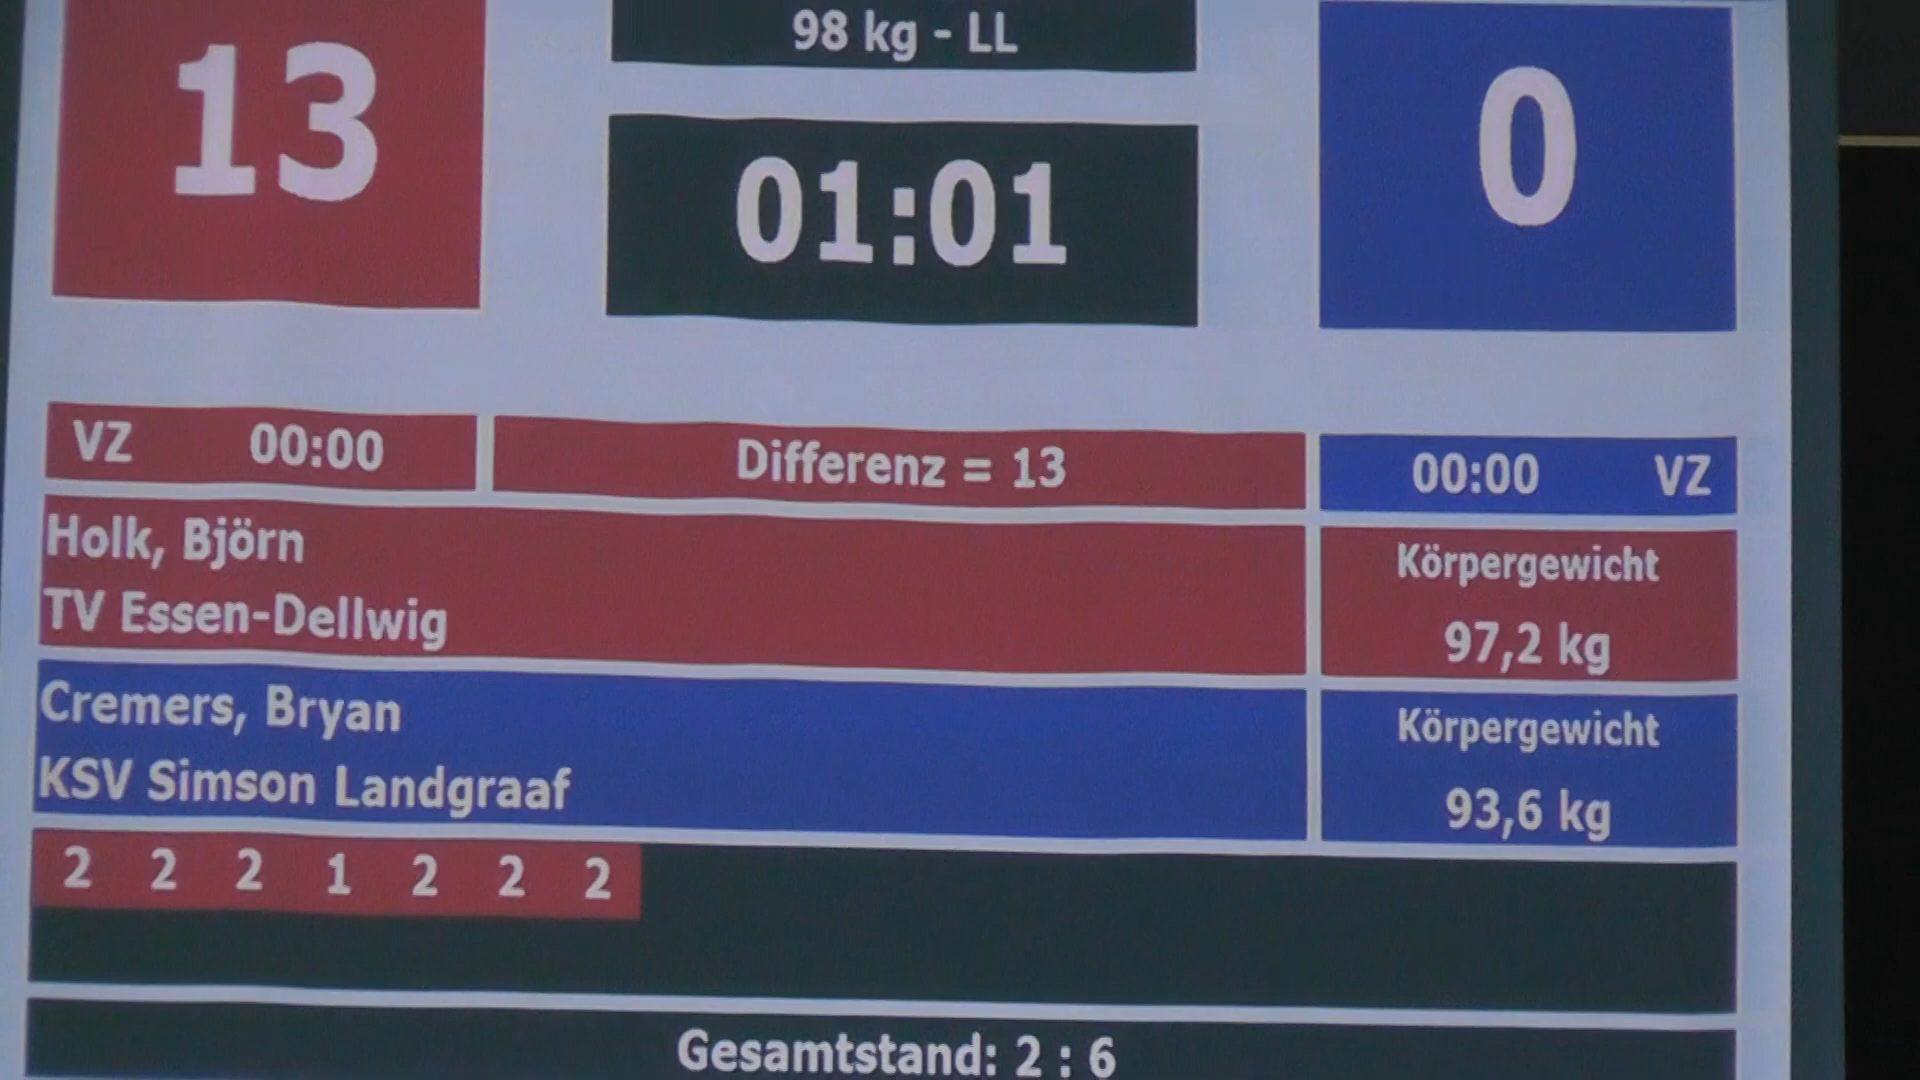 98 kg - LL
13
01:01
0
VZ 00:00
Differenz = 13
00:00 VZ
Holk, Björn
TV Essen-Dellwig
Körpergewicht
97,2 kg
Cremers, Bryan
KSV Simson Landgraaf
Körpergewicht
93,6 kg
2 2 2 1 2 2 2
Gesamtstand: 2 : 6